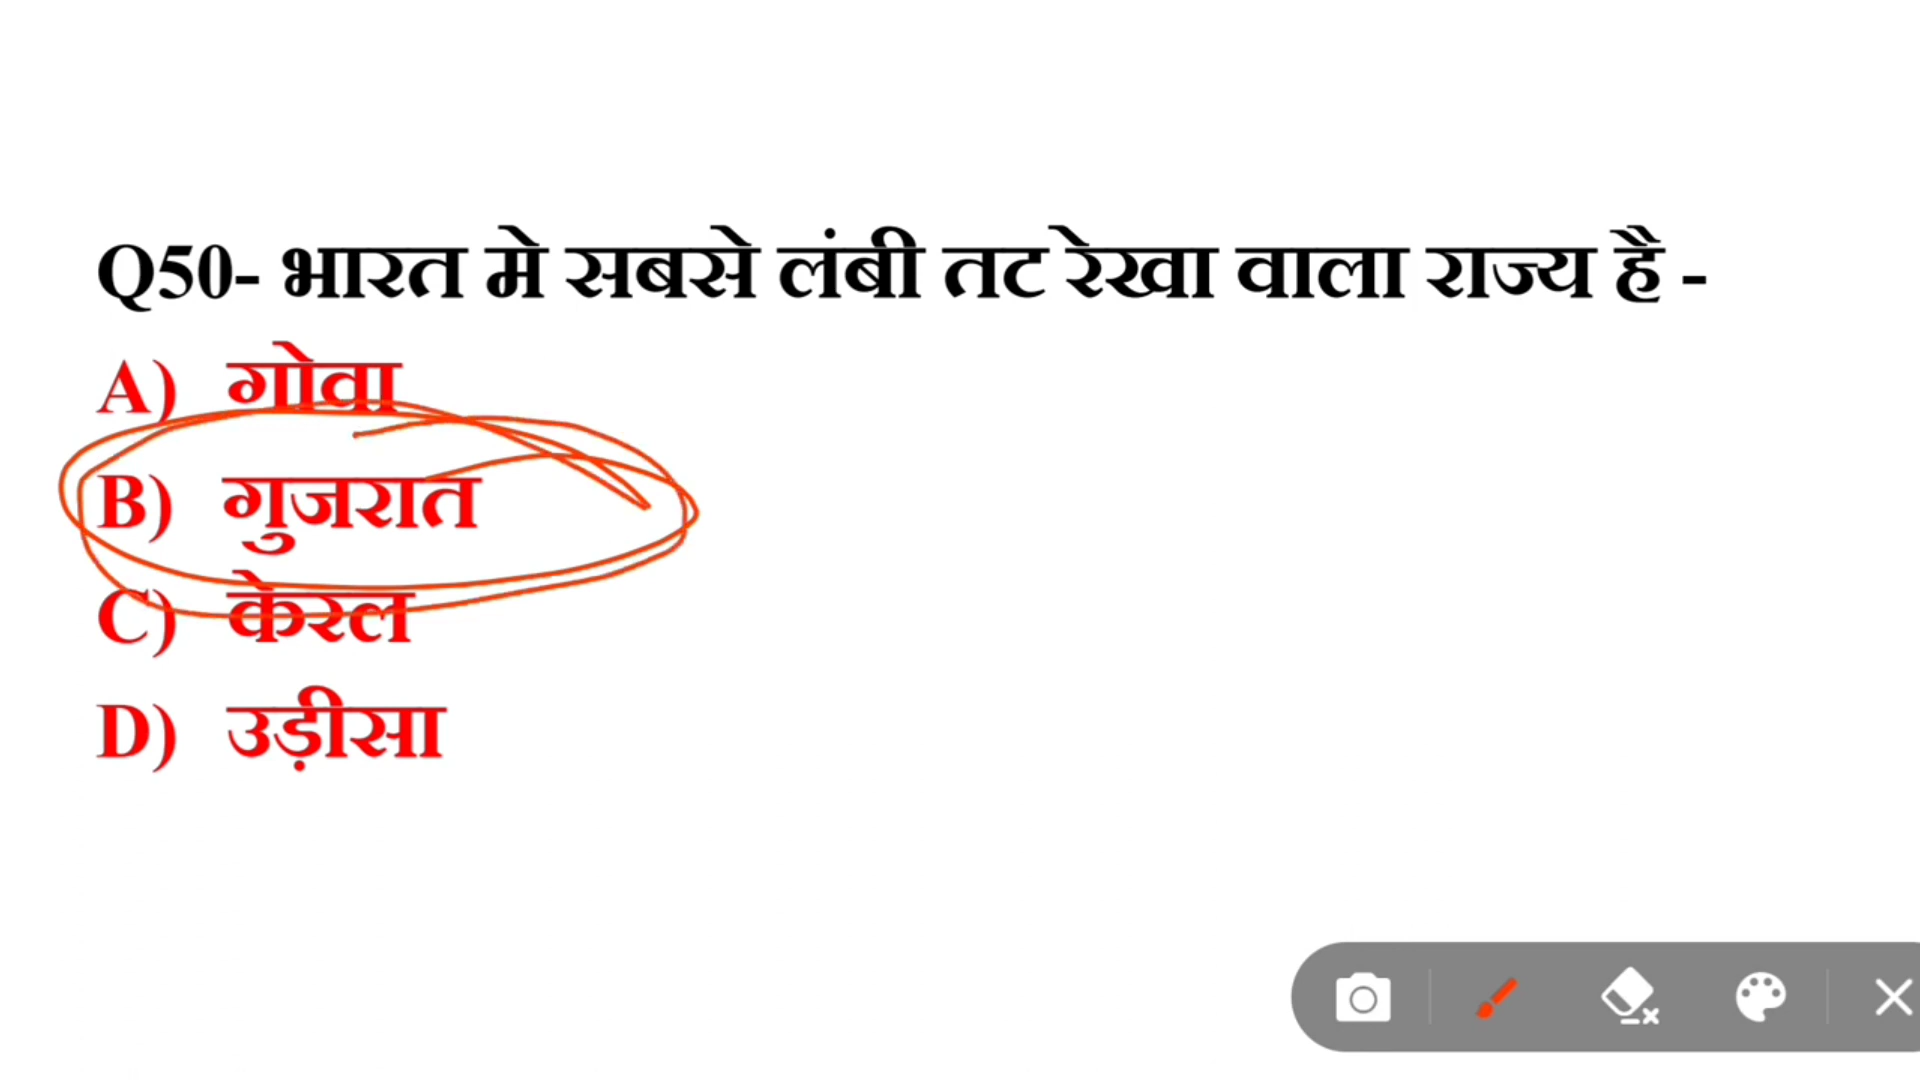 Q50- भारत मे सबसे लंबी तट रेखा वाला राज्य है -
A) गोवा
B) गुजरात
C) केरल
D) उड़ीसा